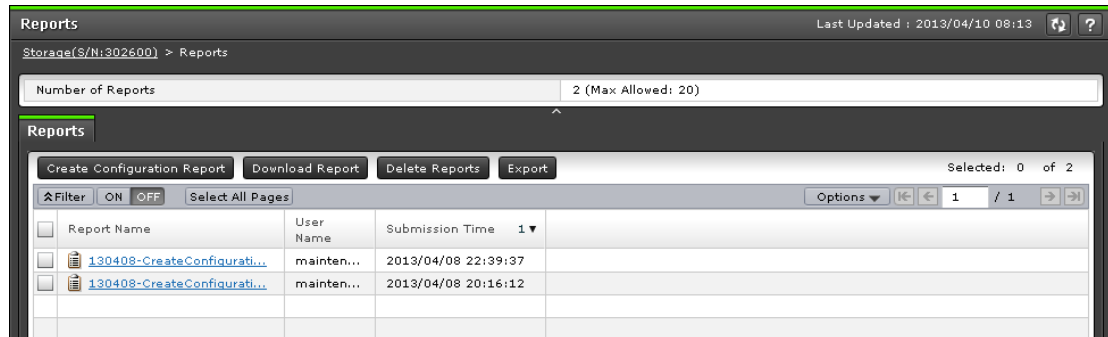 Reports Last Updated : 2013/04/10 08:13 ?
Storage(S/N:302600) > Reports
Number of Reports 2 (Max Allowed: 20)
Reports
Create Configuration Report Download Report Delete Reports Export Selected: 0 of 2
Filter ON OFF Select All Pages Options 1 / 1
Report Name User Name Submission Time 1
130408-CreateConfigurati... mainten... 2013/04/08 22:39:37
130408-CreateConfigurati... mainten... 2013/04/08 20:16:12